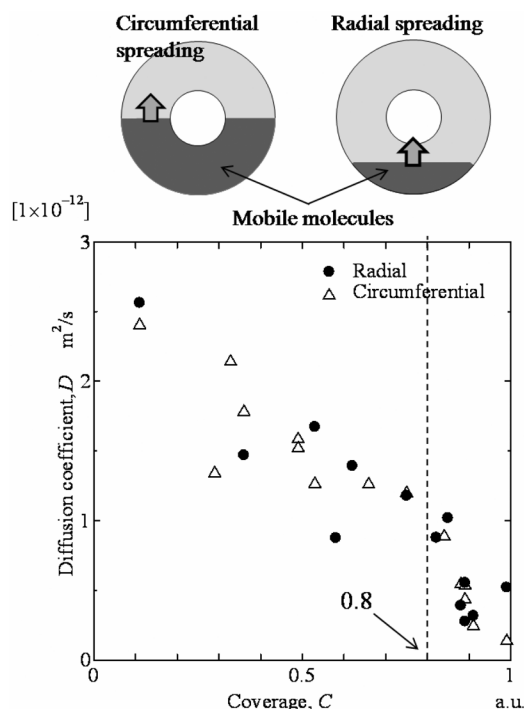 Circumferential
spreading
Radial spreading
Mobile molecules
[1×10⁻¹²]
Diffusion coefficient, D m²/s
3
2
1
0
Radial
Circumferential
0.8
0
0.5
1
Coverage, C
a.u.